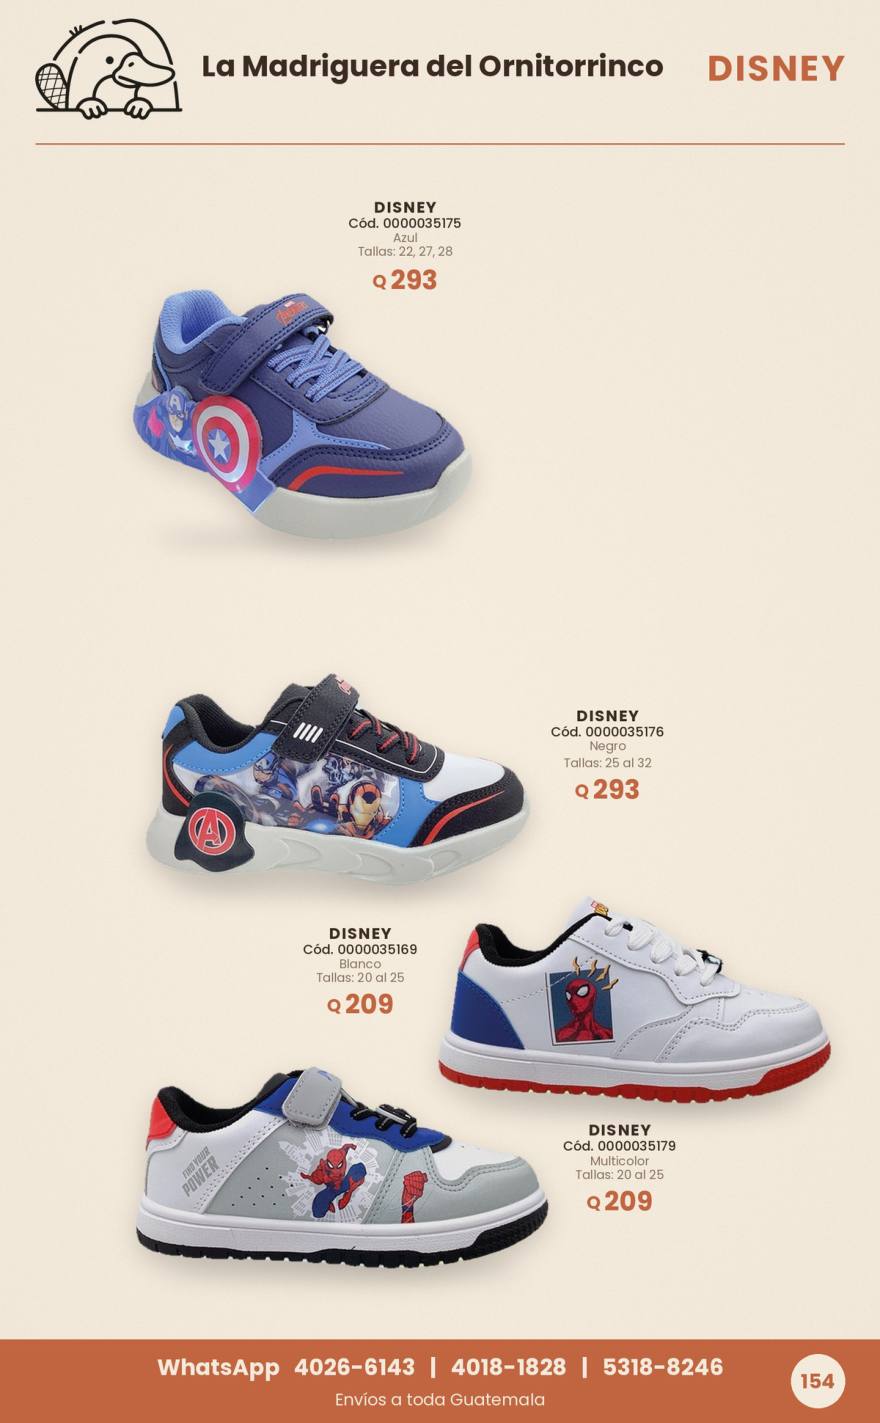 La Madriguera del Ornitorrinco
DISNEY
DISNEY
Cód. 0000035175
Azul
Tallas: 22, 27, 28
Q 293
DISNEY
Cód. 0000035176
Negro
Tallas: 25 al 32
Q 293
DISNEY
Cód. 0000035169
Blanco
Tallas: 20 al 25
Q 209
FIND YOUR
POWER
DISNEY
Cód. 0000035179
Multicolor
Tallas: 20 al 25
Q 209
WhatsApp 4026-6143 | 4018-1828 | 5318-8246
Envíos a toda Guatemala
154